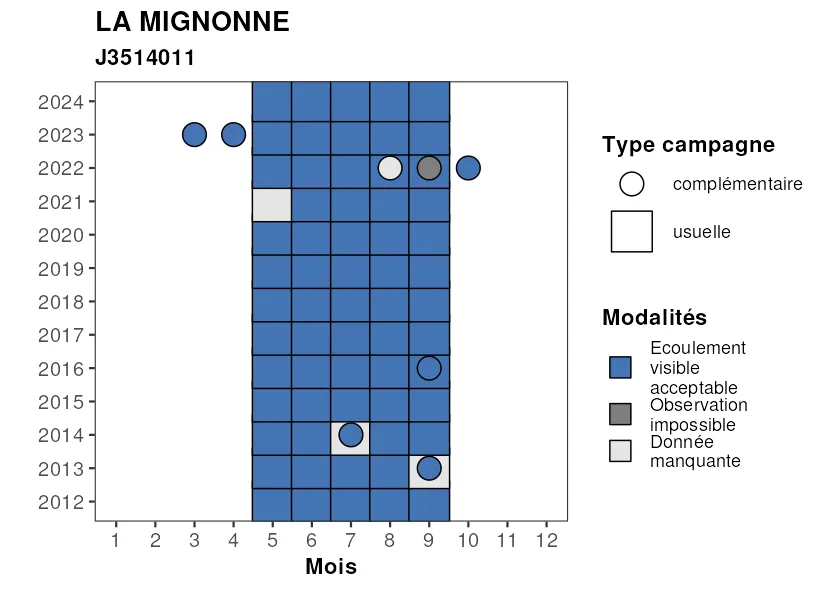 LA MIGNONNE
J3514011
2024
2023
2022
2021
2020
2019
2018
2017
2016
2015
2014
2013
2012
1 2 3 4 5 6 7 8 9 10 11 12
Mois
Type campagne
complémentaire
usuelle
Modalités
Ecoulement
visible
acceptable
Observation
impossible
Donnée
manquante